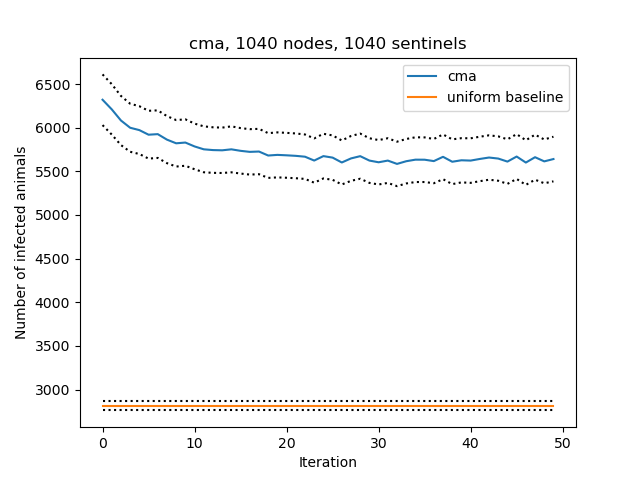 cma, 1040 nodes, 1040 sentinels
cma
uniform baseline
Number of infected animals
6500
6000
5500
5000
4500
4000
3500
3000
0 10 20 30 40 50
Iteration